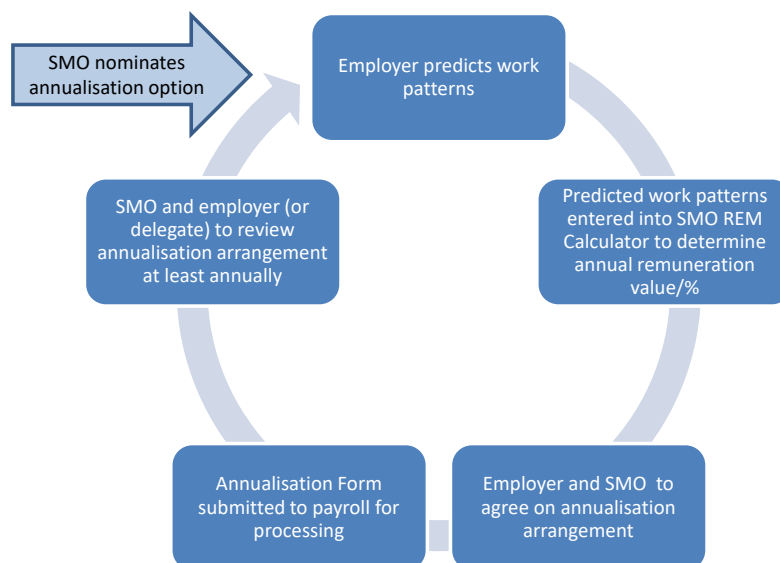 SMO nominates
annualisation option
Employer predicts work
patterns
Predicted work patterns
entered into SMO REM
Calculator to determine
annual remuneration
value/%
Employer and SMO to
agree on annualisation
arrangement
Annualisation Form
submitted to payroll for
processing
SMO and employer (or
delegate) to review
annualisation arrangement
at least annually